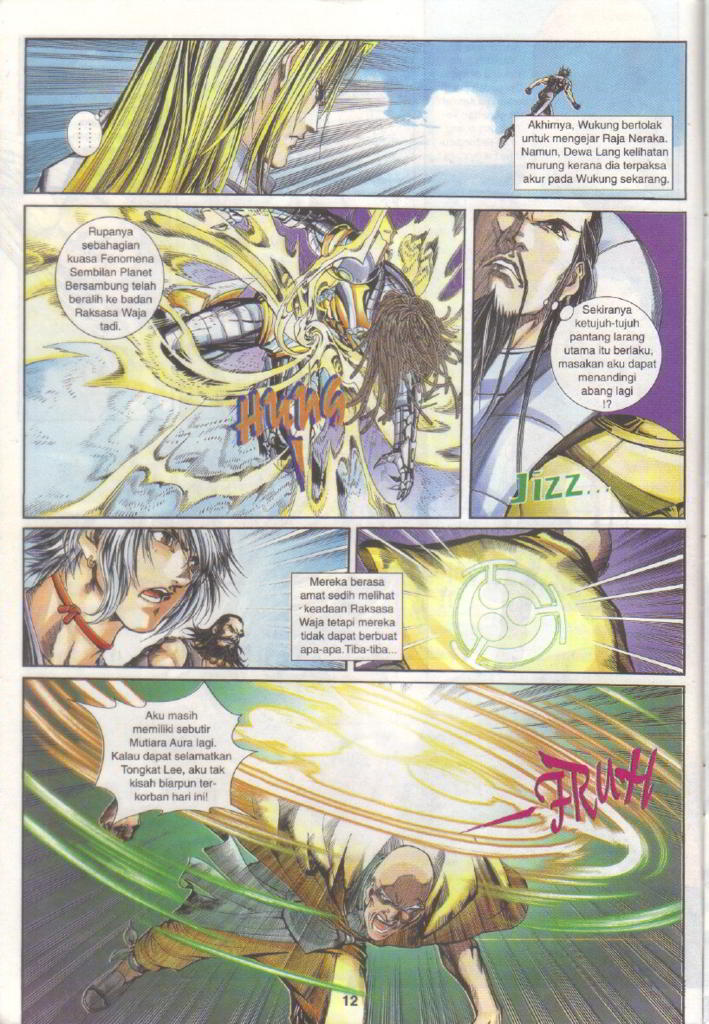 Akhirnya, Wukung bertolak
untuk mengejar Raja Neraka.
Namun, Dewa Lang kelihatan
murung kerana dia terpaksa
akur pada Wukung sekarang.
Rupanya
sebahagian
kuasa Fenomena
Sembilan Planet
Bersambung telah
beralih ke badan
Raksasa Waja
tadi.
HUNG
!
Sekiranya
ketujuh-tujuh
pantang larang
utama itu berlaku,
masakan aku dapat
menandingi
abang lagi
!?
JIZZ...
Mereka berasa
amat sedih melihat
keadaan Raksasa
Waja tetapi mereka
tidak dapat berbuat
apa-apa.Tiba-tiba...
Aku masih
memiliki sebutir
Mutiara Aura lagi.
Kalau dapat selamatkan
Tongkat Lee, aku tak
kisah biarpun ter-
korban hari ini!
FRUH
12